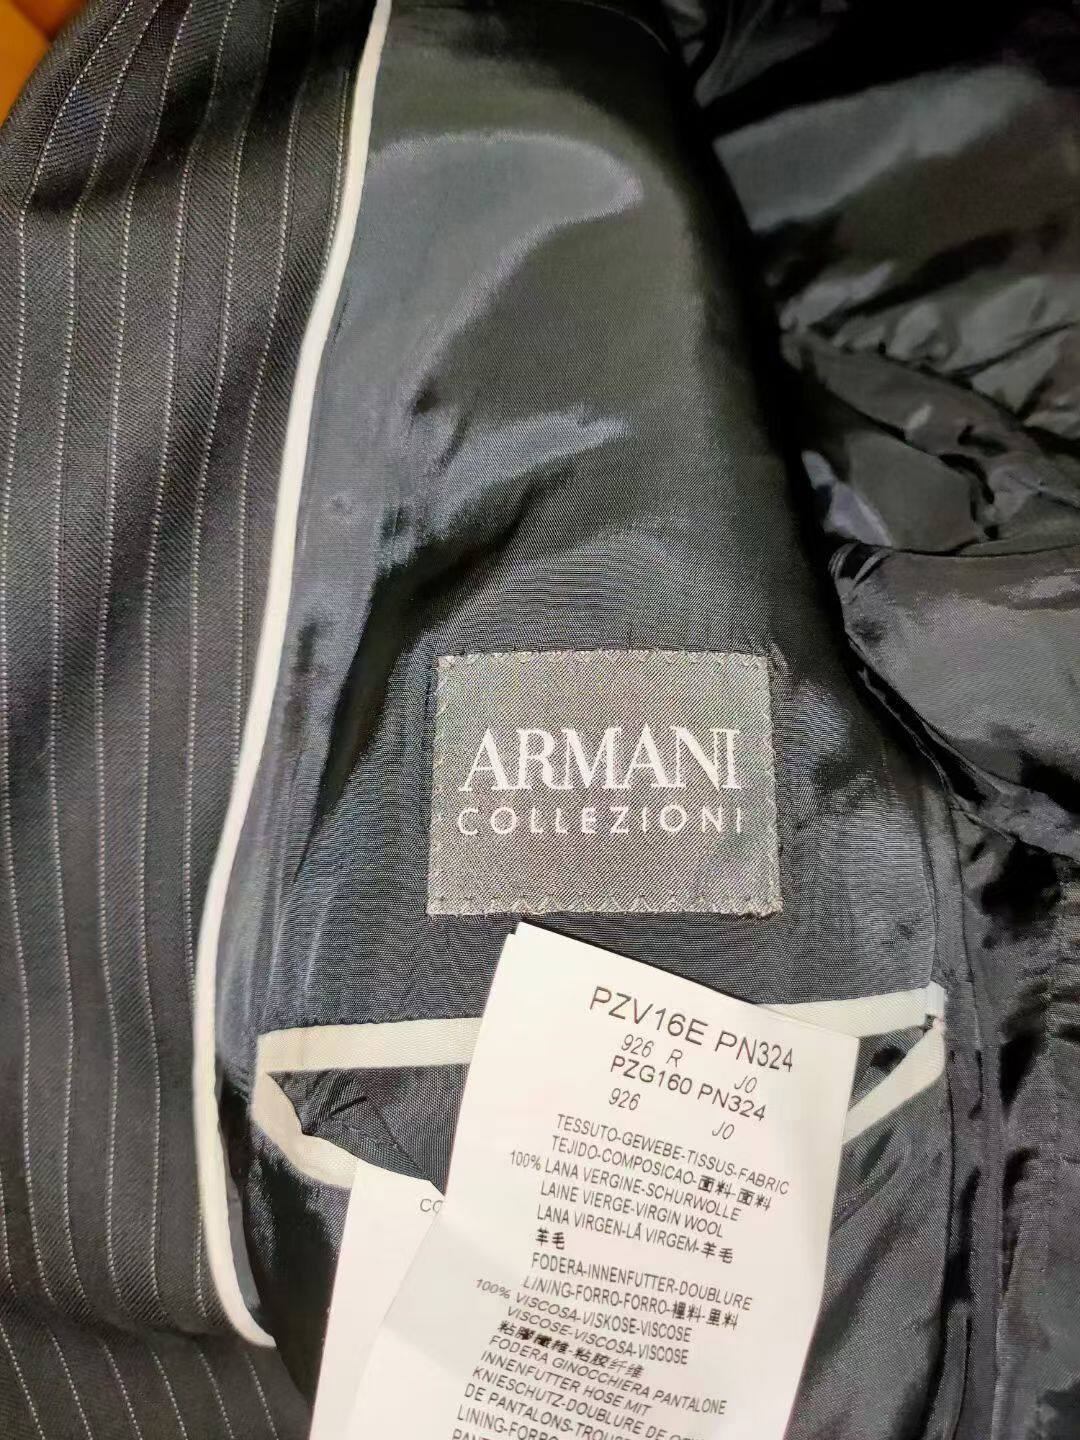 ARMANI
COLLEZIONI
PZV16E PN324
926 R JO
PZG160 PN324
926 JO
TESSUTO-GEWEBE-TISSUS-FABRIC
TEJIDO-COMPOSICAO-面料-面料
100% LANA VERGINE-SCHURWOLLE
LAINE VIERGE-VIRGIN WOOL
LANA VIRGEN-LÃ VIRGEM-羊毛
羊毛
FODERA-INNENFUTTER-DOUBLURE
LINING-FORRO-FORRO-裡料-里料
100% VISCOSA-VISKOSE-VISCOSE
VISCOSE-VISCOSA-VISCOSE
粘膠纖維-粘胶纤维
FODERA GINOCCHIERA PANTALONE
INNENFUTTER HOSE MIT
KNIESCHUTZ-DOUBLURE DE
DE PANTALONS-TROUSE
LINING-FORRO
CO